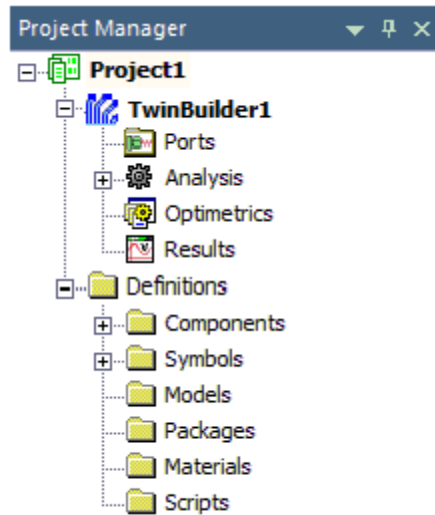 Project Manager
Project1
TwinBuilder1
Ports
Analysis
Optimetrics
Results
Definitions
Components
Symbols
Models
Packages
Materials
Scripts